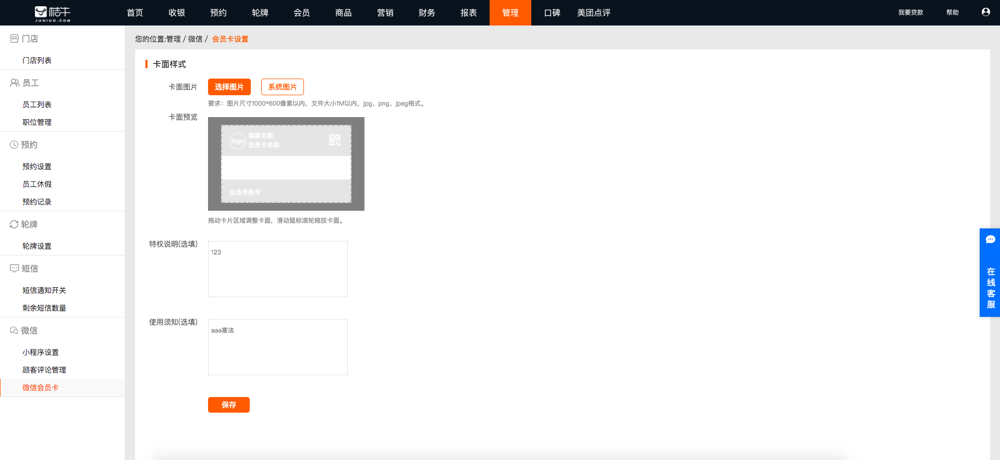 桔牛
JUNIUO.COM
首页 收银 预约 轮牌 会员 商品 营销 财务 报表 管理 口碑 美团点评 我要贷款 帮助
门店
门店列表
员工
员工列表
职位管理
预约
预约设置
员工休假
预约记录
轮牌
轮牌设置
短信
短信通知开关
剩余短信数量
微信
小程序设置
顾客评论管理
微信会员卡
您的位置:管理 / 微信 / 会员卡设置
卡面样式
卡面图片 选择图片 系统图片
要求：图片尺寸1000*600像素以内，文件大小1M以内，jpg、png、jpeg格式。
卡面预览
logo
商家名称
会员卡名称
会员手机号
拖动卡片区域调整卡面，滑动鼠标滚轮缩放卡面。
特权说明(选填)
123
使用须知(选填)
aaa塞法
保存
在线客服